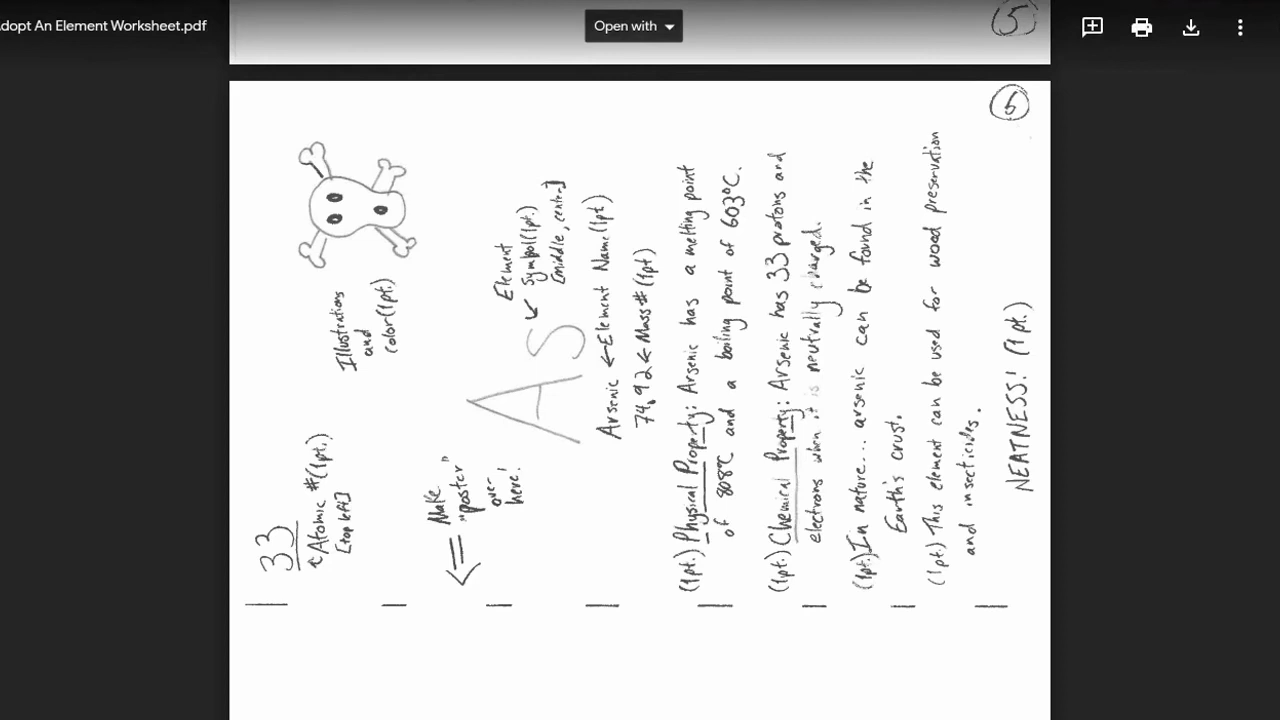 dopt An Element Worksheet.pdf
Open with
5
6
33
↑Atomic #(1pt.)
[top left]
Illustrations
and
color(1pt.)
Make
"poster"
over
here!
As
Element
Symbol(1pt.)
[middle, center]
Arsenic ← Element Name(1pt)
74.92 ← Mass# (1pt)
(1pt.) Physical Property: Arsenic has a melting point
of 808°C and a boiling point of 603°C.
(1pt.) Chemical Property: Arsenic has 33 protons and
electrons when it is neutrally charged.
(1pt.) In nature... arsenic can be found in the
Earth's crust.
(1pt.) This element can be used for wood preservation
and insecticides.
NEATNESS! (1pt.)